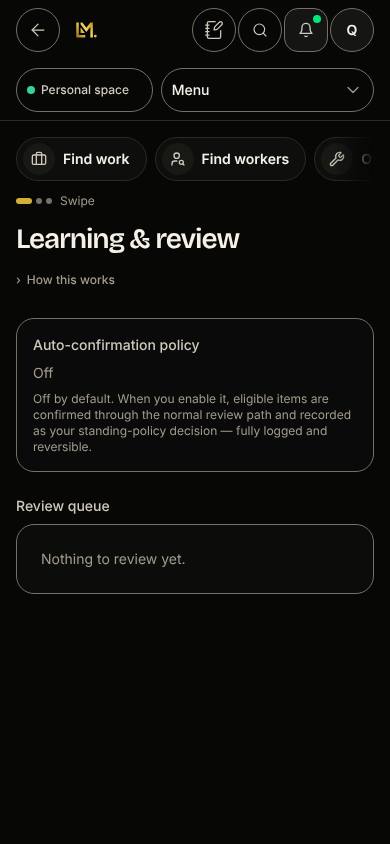 LM.
Q
Personal space
Menu
Find work
Find workers
Swipe
Learning & review
› How this works
Auto-confirmation policy
Off
Off by default. When you enable it, eligible items are
confirmed through the normal review path and recorded
as your standing-policy decision — fully logged and
reversible.
Review queue
Nothing to review yet.